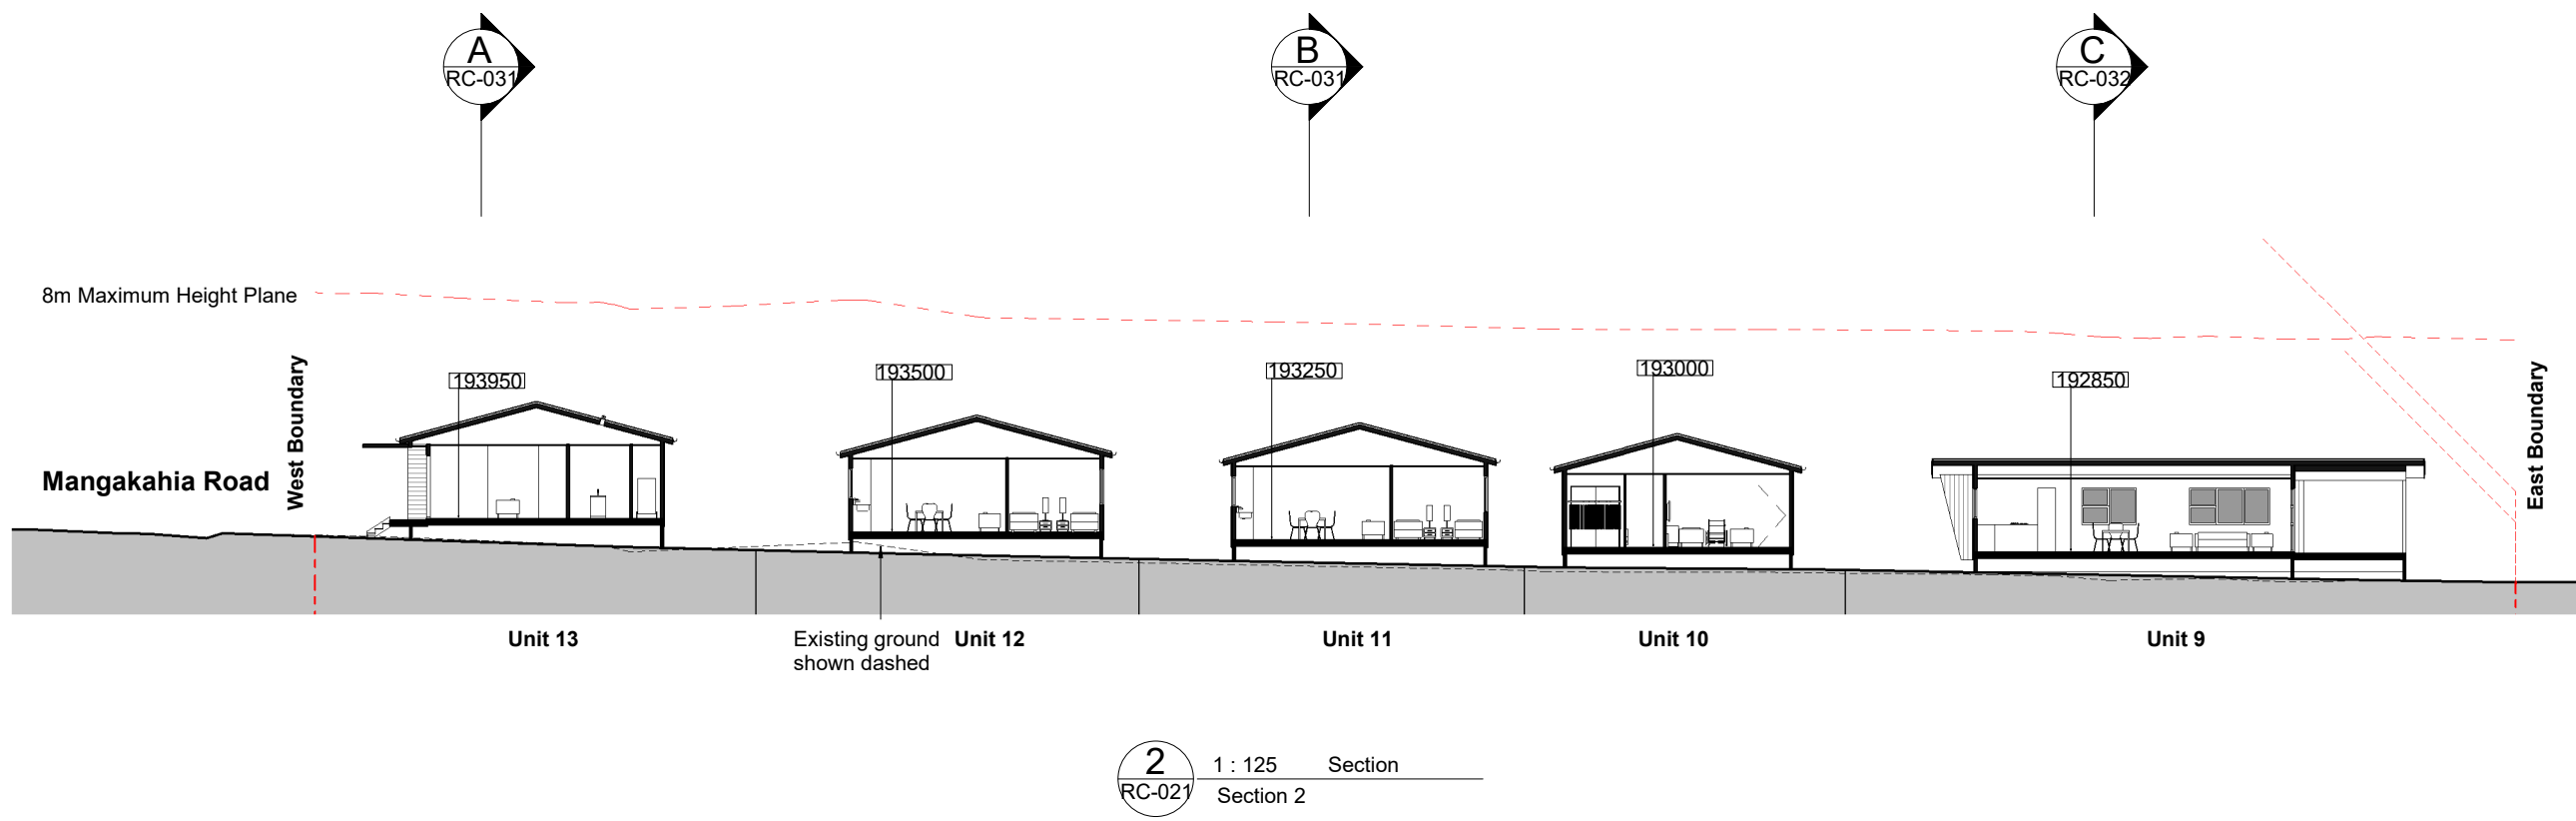 A
RC-031
B
RC-031
C
RC-032
8m Maximum Height Plane
West Boundary
193950
193500
193250
193000
192850
East Boundary
Mangakahia Road
Unit 13
Existing ground
shown dashed
Unit 12
Unit 11
Unit 10
Unit 9
2
RC-021
1 : 125 Section
Section 2